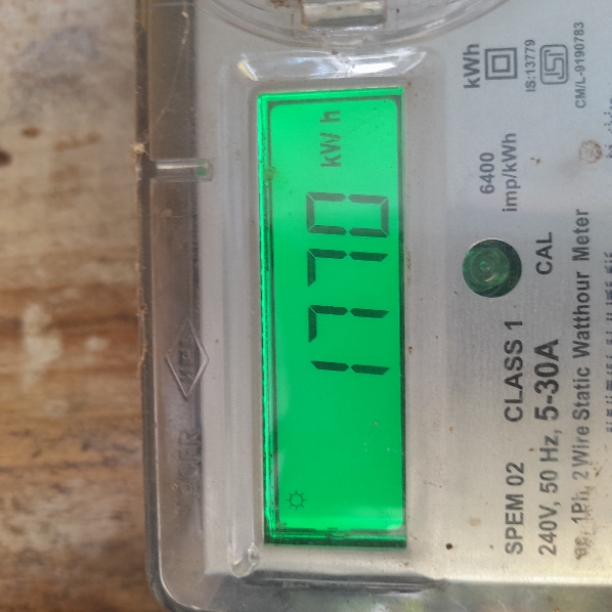 1770 kW h
SPEM 02 CLASS 1
240V, 50 Hz, 5-30A CAL
1Ph, 2 Wire Static Watthour Meter
6400
imp/kWh
kWh
IS:13779
CM/L-9190783